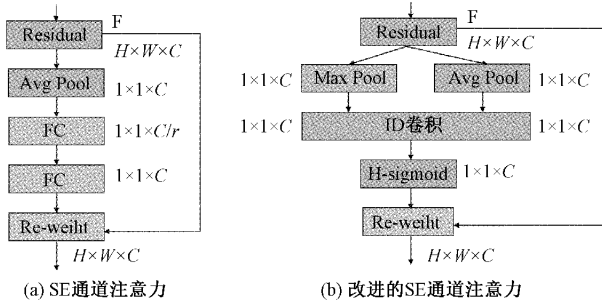 F
Residual
H×W×C
Avg Pool
1×1×C
FC
1×1×C/r
FC
1×1×C
Re-weiht
H×W×C
(a) SE通道注意力
F
Residual
H×W×C
1×1×C
Max Pool
Avg Pool
1×1×C
1×1×C
ID卷积
1×1×C
H-sigmoid
1×1×C
Re-weiht
H×W×C
(b) 改进的SE通道注意力